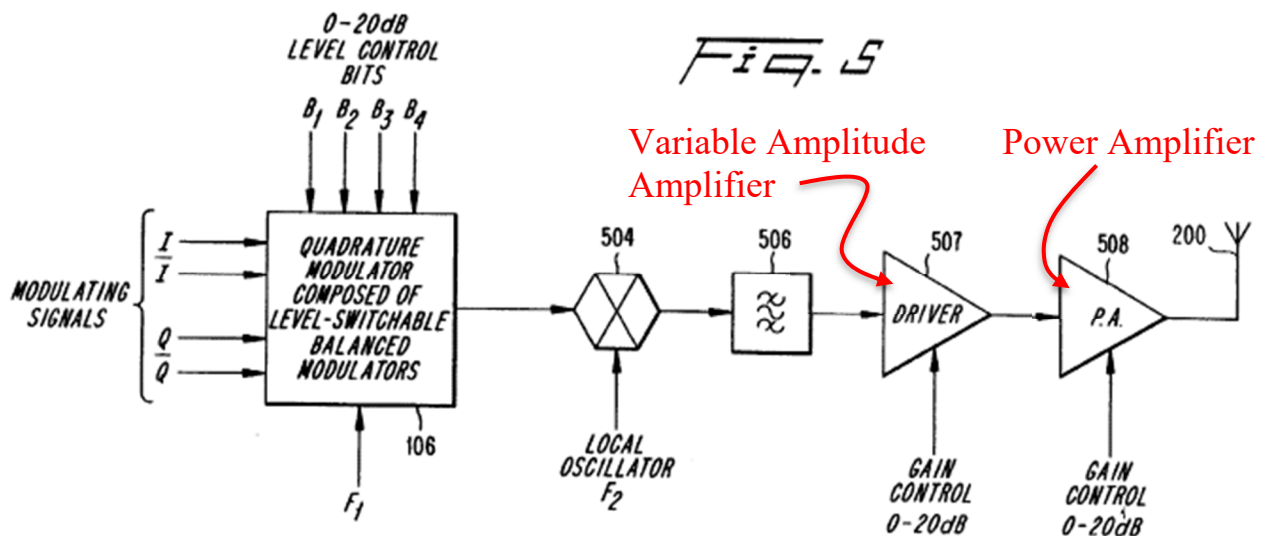 0-20dB
LEVEL CONTROL
BITS
Fig. 5
B1 B2 B3 B4
Variable Amplitude
Amplifier
Power Amplifier
MODULATING
SIGNALS
I
I
Q
Q
QUADRATURE
MODULATOR
COMPOSED OF
LEVEL-SWITCHABLE
BALANCED
MODULATORS
106
F1
504
LOCAL
OSCILLATOR
F2
506
507
DRIVER
GAIN
CONTROL
0-20dB
508
P.A.
GAIN
CONTROL
0-20dB
200